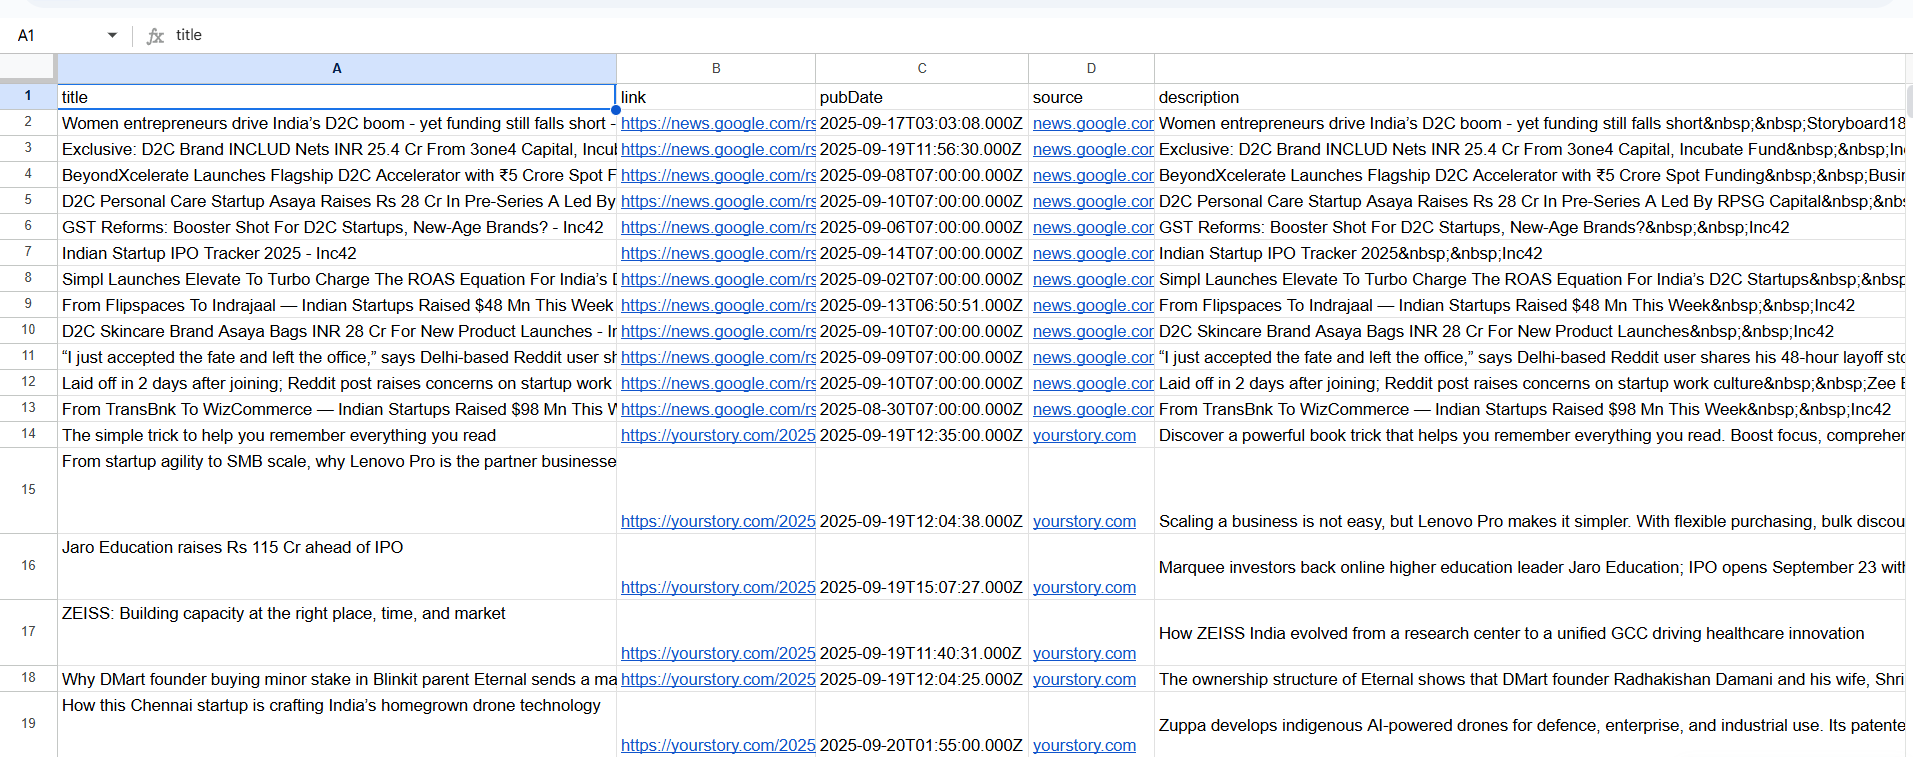 A1 fx title
A B C D
1 title link pubDate source description
2 Women entrepreneurs drive India’s D2C boom - yet funding still falls short - https://news.google.com/rs 2025-09-17T03:03:08.000Z news.google.cor Women entrepreneurs drive India’s D2C boom - yet funding still falls short&nbsp;&nbsp;Storyboard18
3 Exclusive: D2C Brand INCLUD Nets INR 25.4 Cr From 3one4 Capital, Incul https://news.google.com/rs 2025-09-19T11:56:30.000Z news.google.cor Exclusive: D2C Brand INCLUD Nets INR 25.4 Cr From 3one4 Capital, Incubate Fund&nbsp;&nbsp;In
4 BeyondXcelerate Launches Flagship D2C Accelerator with ₹5 Crore Spot F https://news.google.com/rs 2025-09-08T07:00:00.000Z news.google.cor BeyondXcelerate Launches Flagship D2C Accelerator with ₹5 Crore Spot Funding&nbsp;&nbsp;Busin
5 D2C Personal Care Startup Asaya Raises Rs 28 Cr In Pre-Series A Led By https://news.google.com/rs 2025-09-10T07:00:00.000Z news.google.cor D2C Personal Care Startup Asaya Raises Rs 28 Cr In Pre-Series A Led By RPSG Capital&nbsp;&nbs
6 GST Reforms: Booster Shot For D2C Startups, New-Age Brands? - Inc42 https://news.google.com/rs 2025-09-06T07:00:00.000Z news.google.cor GST Reforms: Booster Shot For D2C Startups, New-Age Brands?&nbsp;&nbsp;Inc42
7 Indian Startup IPO Tracker 2025 - Inc42 https://news.google.com/rs 2025-09-14T07:00:00.000Z news.google.cor Indian Startup IPO Tracker 2025&nbsp;&nbsp;Inc42
8 Simpl Launches Elevate To Turbo Charge The ROAS Equation For India’s D https://news.google.com/rs 2025-09-02T07:00:00.000Z news.google.cor Simpl Launches Elevate To Turbo Charge The ROAS Equation For India’s D2C Startups&nbsp;&nbsp
9 From Flipspaces To Indrajaal — Indian Startups Raised $48 Mn This Week https://news.google.com/rs 2025-09-13T06:50:51.000Z news.google.cor From Flipspaces To Indrajaal — Indian Startups Raised $48 Mn This Week&nbsp;&nbsp;Inc42
10 D2C Skincare Brand Asaya Bags INR 28 Cr For New Product Launches - Ir https://news.google.com/rs 2025-09-10T07:00:00.000Z news.google.cor D2C Skincare Brand Asaya Bags INR 28 Cr For New Product Launches&nbsp;&nbsp;Inc42
11 “I just accepted the fate and left the office,” says Delhi-based Reddit user sh https://news.google.com/rs 2025-09-09T07:00:00.000Z news.google.cor “I just accepted the fate and left the office,” says Delhi-based Reddit user shares his 48-hour layoff sto
12 Laid off in 2 days after joining; Reddit post raises concerns on startup work https://news.google.com/rs 2025-09-10T07:00:00.000Z news.google.cor Laid off in 2 days after joining; Reddit post raises concerns on startup work culture&nbsp;&nbsp;Zee E
13 From TransBnk To WizCommerce — Indian Startups Raised $98 Mn This W https://news.google.com/rs 2025-08-30T07:00:00.000Z news.google.cor From TransBnk To WizCommerce — Indian Startups Raised $98 Mn This Week&nbsp;&nbsp;Inc42
14 The simple trick to help you remember everything you read https://yourstory.com/2025 2025-09-19T12:35:00.000Z yourstory.com Discover a powerful book trick that helps you remember everything you read. Boost focus, compreher
15 From startup agility to SMB scale, why Lenovo Pro is the partner businesse https://yourstory.com/2025 2025-09-19T12:04:38.000Z yourstory.com Scaling a business is not easy, but Lenovo Pro makes it simpler. With flexible purchasing, bulk discou
16 Jaro Education raises Rs 115 Cr ahead of IPO https://yourstory.com/2025 2025-09-19T15:07:27.000Z yourstory.com Marquee investors back online higher education leader Jaro Education; IPO opens September 23 with
17 ZEISS: Building capacity at the right place, time, and market https://yourstory.com/2025 2025-09-19T11:40:31.000Z yourstory.com How ZEISS India evolved from a research center to a unified GCC driving healthcare innovation
18 Why DMart founder buying minor stake in Blinkit parent Eternal sends a ma https://yourstory.com/2025 2025-09-19T12:04:25.000Z yourstory.com The ownership structure of Eternal shows that DMart founder Radhakishan Damani and his wife, Shri
19 How this Chennai startup is crafting India’s homegrown drone technology https://yourstory.com/2025 2025-09-20T01:55:00.000Z yourstory.com Zuppa develops indigenous AI-powered drones for defence, enterprise, and industrial use. Its patente